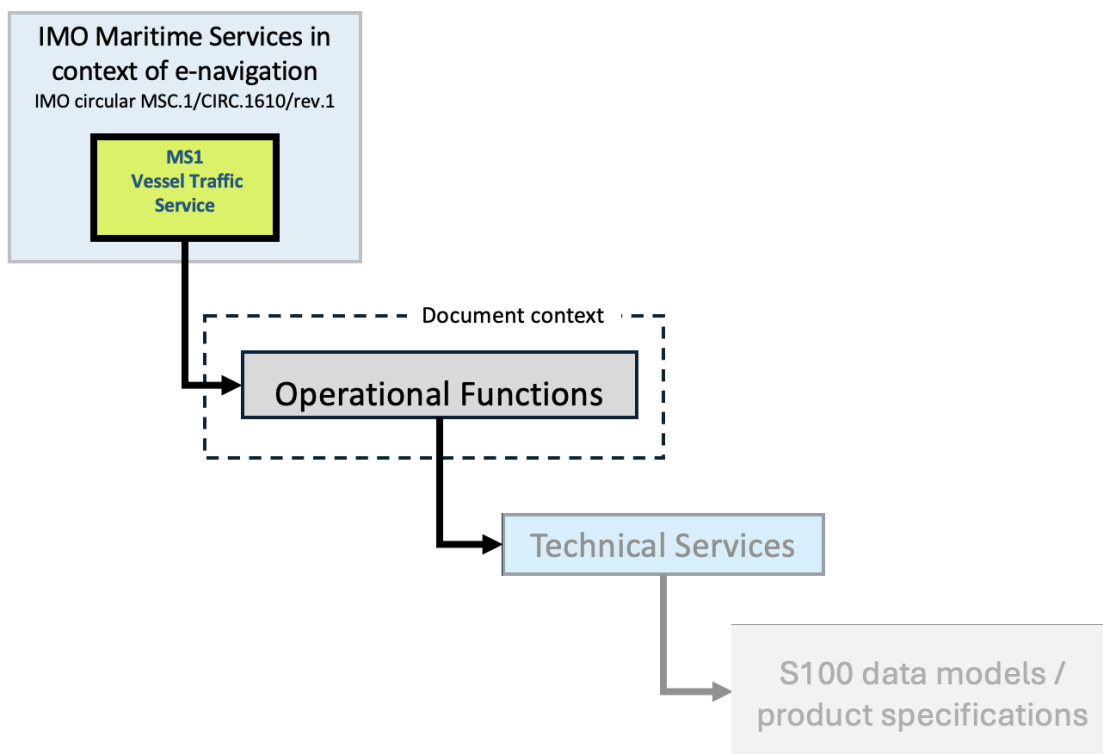 IMO Maritime Services in
context of e-navigation
IMO circular MSC.1/CIRC.1610/rev.1
MS1
Vessel Traffic
Service
Document context
Operational Functions
Technical Services
S100 data models /
product specifications